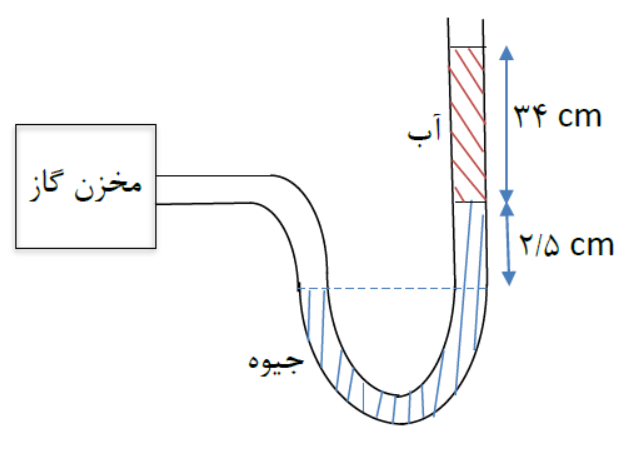 مخزن گاز
آب
۳۴ cm
۲/۵ cm
جیوه